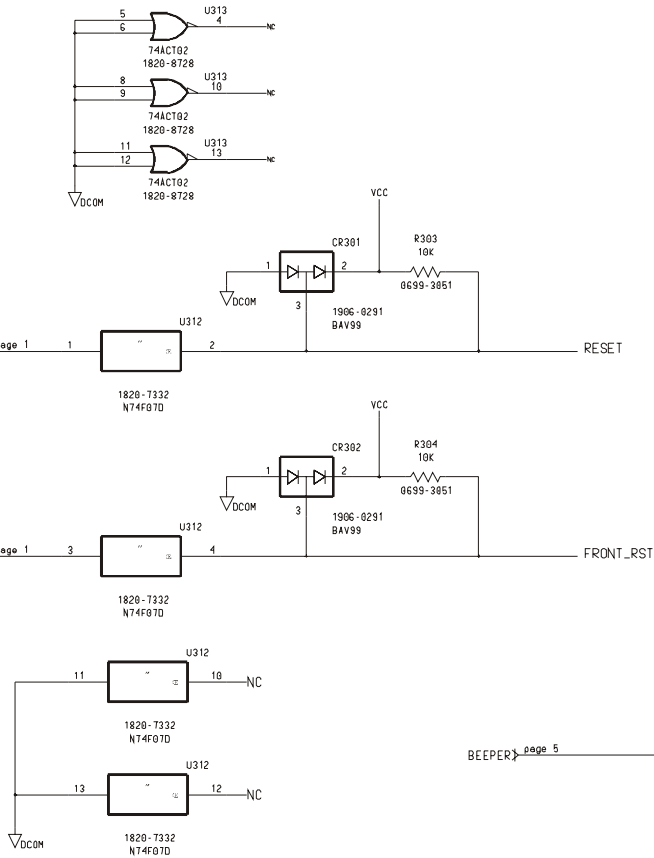 U313
5 4
6 NC
74ACT02
1820-8728
U313
8 10
9 NC
74ACT02
1820-8728
U313
11 13
12 NC
74ACT02
1820-8728
DCOM
VCC
CR301 R303
10K
1 2
DCOM 0699-3051
3
1906-0291
BAV99
U312
age 1 1 2 RESET
1820-7332
N74F07D
VCC
CR302 R304
10K
1 2
DCOM 0699-3051
3
1906-0291
BAV99
U312
age 1 3 4 FRONT_RST
1820-7332
N74F07D
U312
11 10 NC
1820-7332
N74F07D
BEEPER page 5
U312
13 12 NC
DCOM
1820-7332
N74F07D